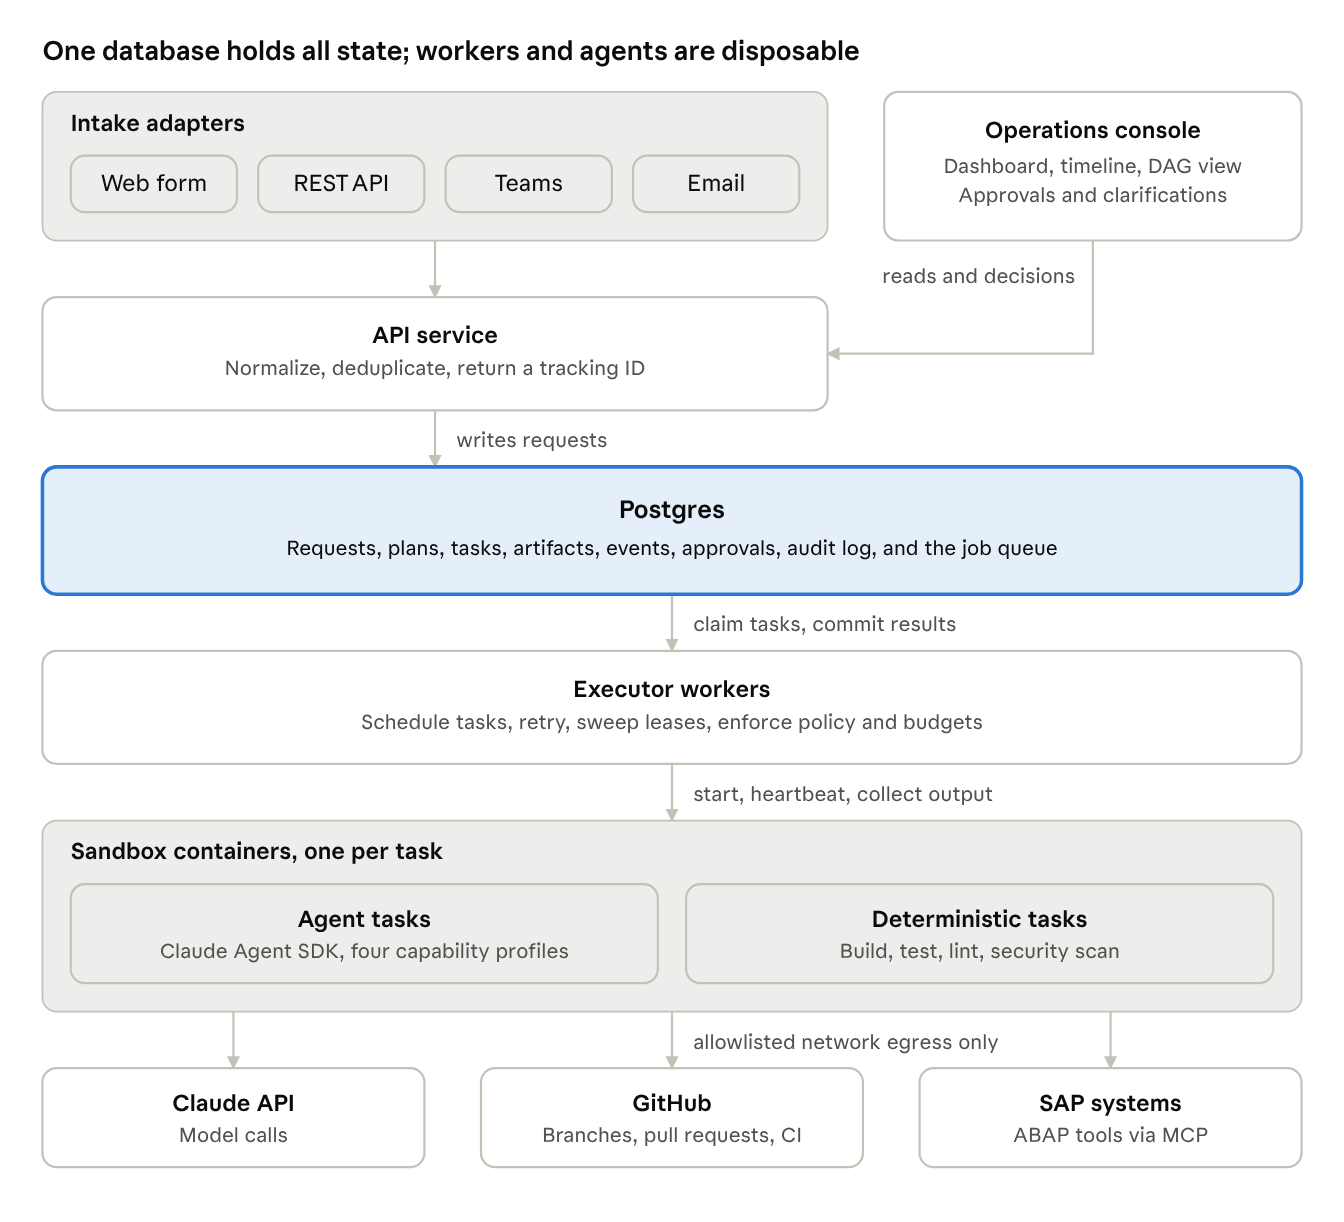 One database holds all state; workers and agents are disposable
Intake adapters
Web form
REST API
Teams
Email
Operations console
Dashboard, timeline, DAG view
Approvals and clarifications
reads and decisions
API service
Normalize, deduplicate, return a tracking ID
writes requests
Postgres
Requests, plans, tasks, artifacts, events, approvals, audit log, and the job queue
claim tasks, commit results
Executor workers
Schedule tasks, retry, sweep leases, enforce policy and budgets
start, heartbeat, collect output
Sandbox containers, one per task
Agent tasks
Claude Agent SDK, four capability profiles
Deterministic tasks
Build, test, lint, security scan
allowlisted network egress only
Claude API
Model calls
GitHub
Branches, pull requests, CI
SAP systems
ABAP tools via MCP